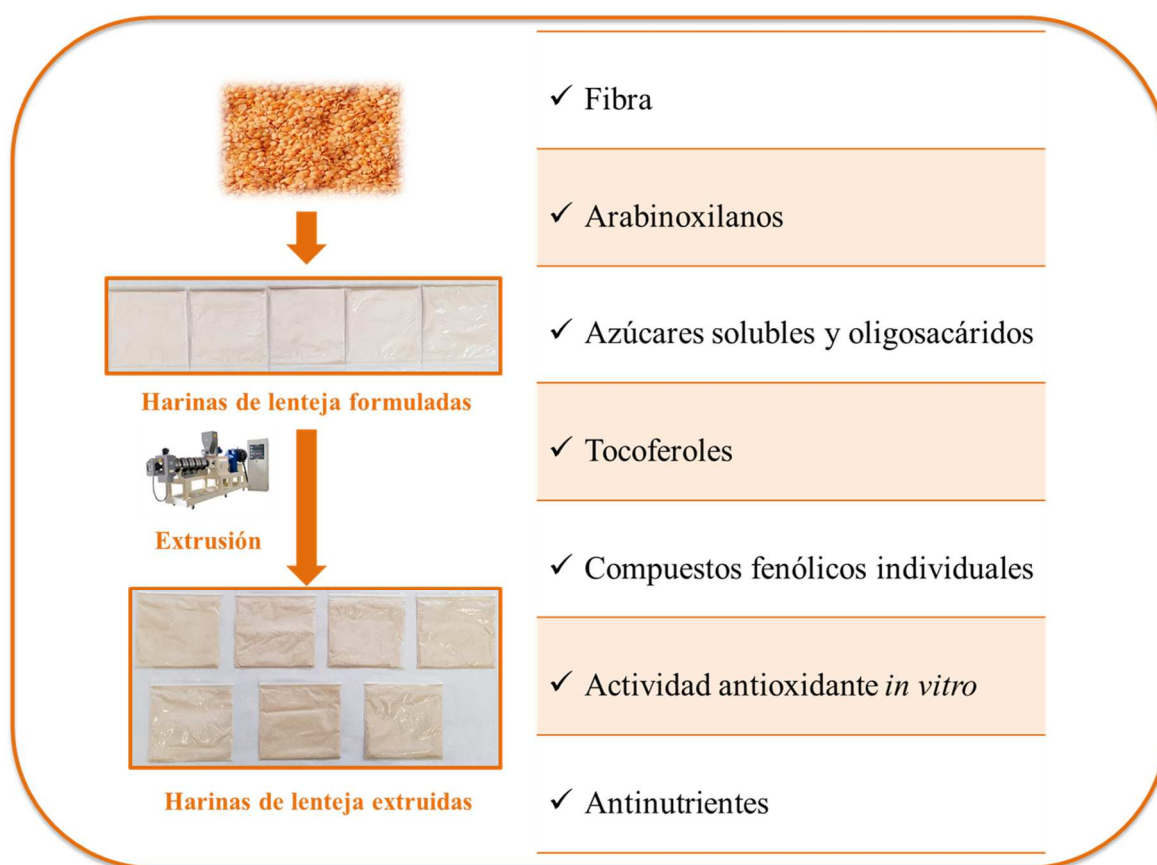 Harinas de lenteja formuladas
Extrusión
Harinas de lenteja extruidas
✓ Fibra
✓ Arabinoxilanos
✓ Azúcares solubles y oligosacáridos
✓ Tocoferoles
✓ Compuestos fenólicos individuales
✓ Actividad antioxidante in vitro
✓ Antinutrientes